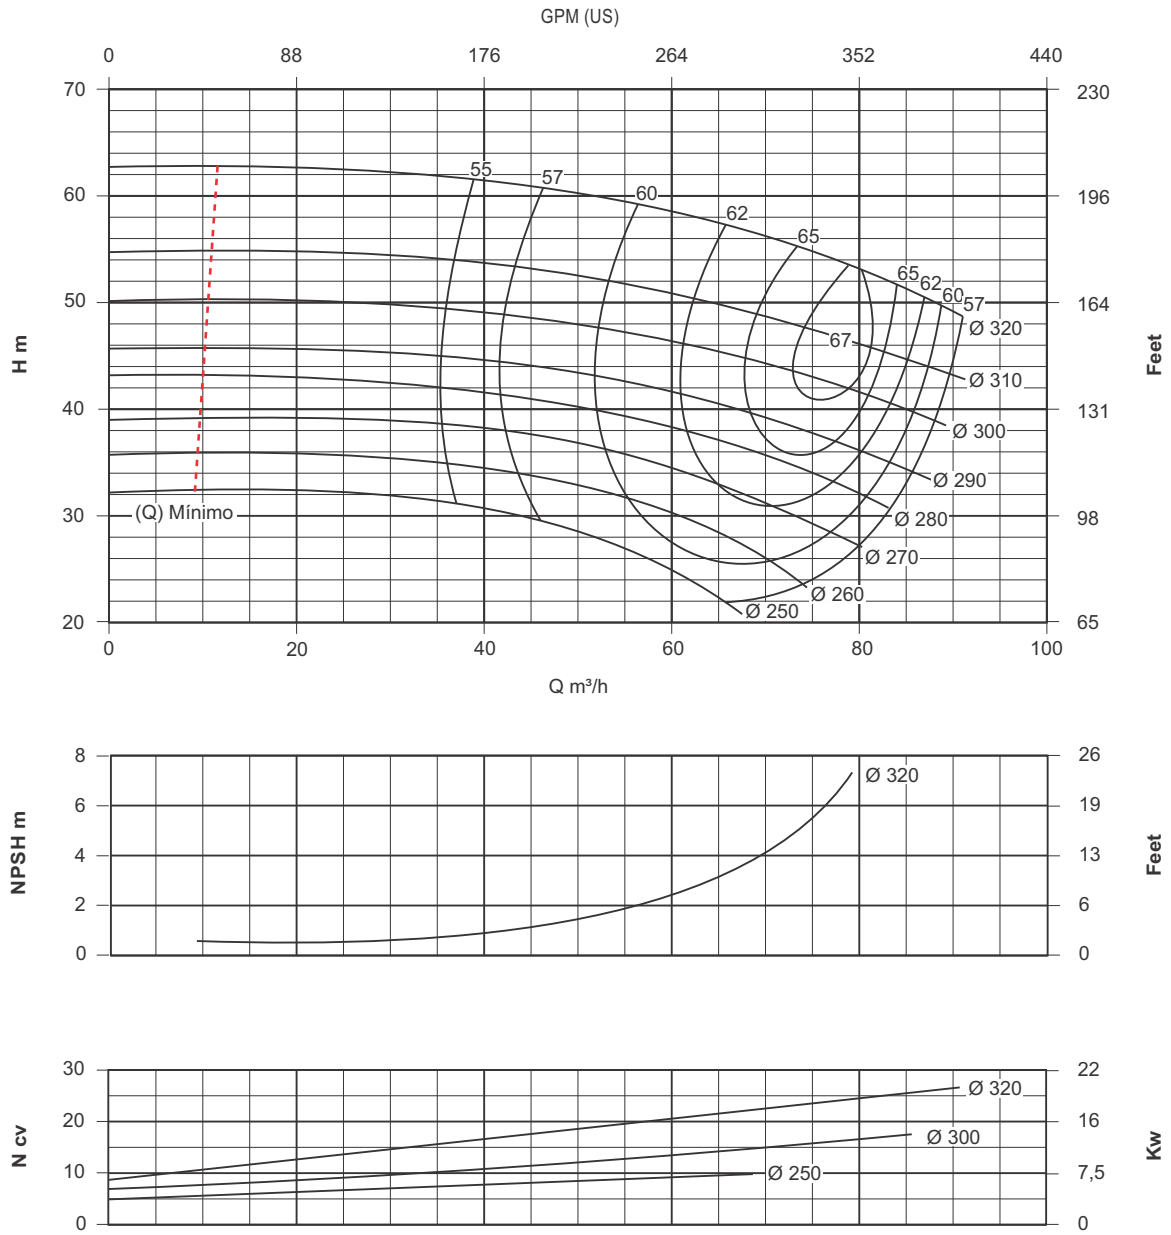 GPM (US)
0 88 176 264 352 440
70 230
60 196
50 164
40 131
30 98
20 65
H m
Feet
55 57 60 62 65
65 62 60 57
67
Ø 320
Ø 310
Ø 300
Ø 290
Ø 280
Ø 270
Ø 260
Ø 250
(Q) Mínimo
0 20 40 60 80 100
Q m³/h
8 26
6 19
4 13
2 6
0 0
NPSH m
Feet
Ø 320
30 22
20 16
10 7,5
0 0
N cv
Kw
Ø 320
Ø 300
Ø 250